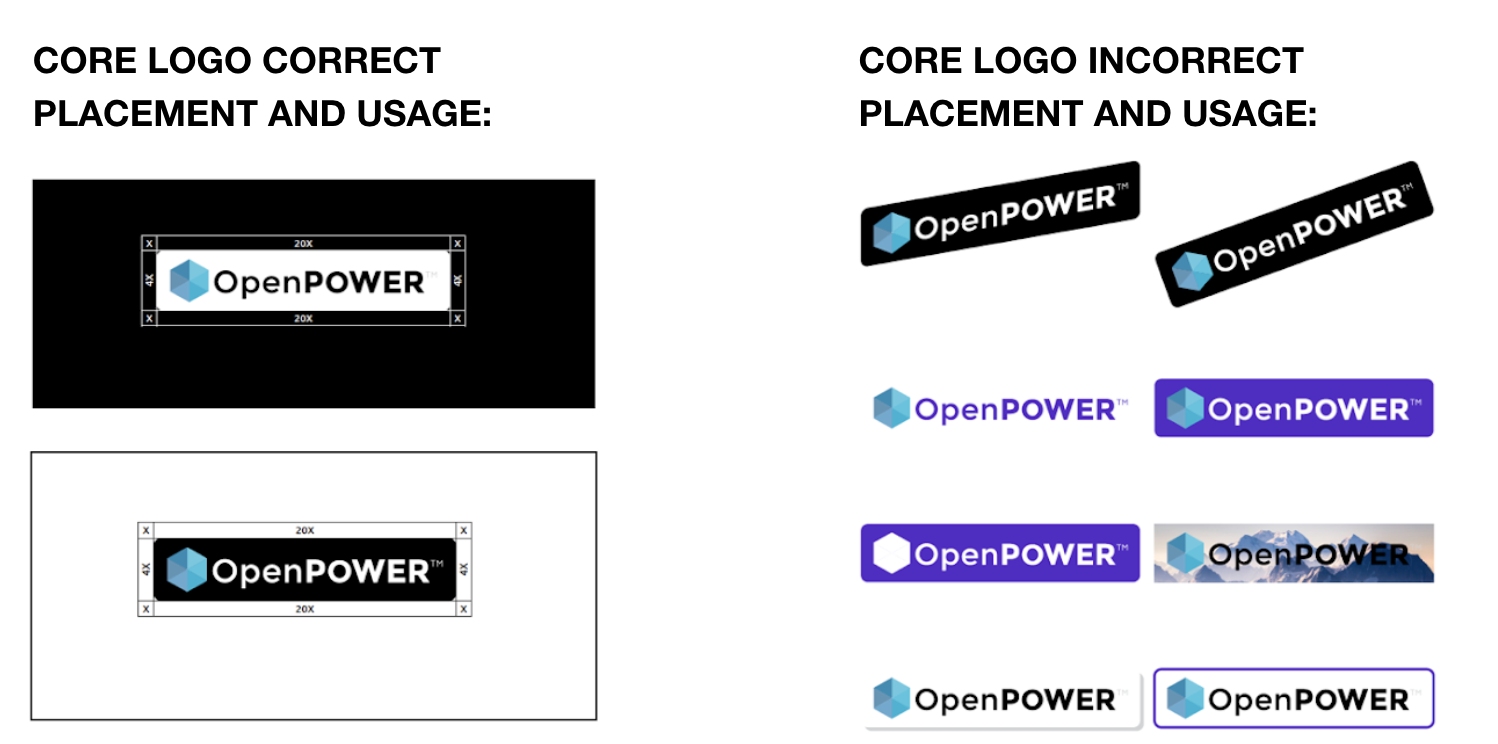 CORE LOGO CORRECT
PLACEMENT AND USAGE:
X 20X X
4X OpenPOWER™ 4X
X 20X X
X 20X X
4X OpenPOWER™ 4X
X 20X X
CORE LOGO INCORRECT
PLACEMENT AND USAGE:
OpenPOWER™
OpenPOWER™
OpenPOWER™
OpenPOWER™
OpenPOWER™
OpenPOWER
OpenPOWER™
OpenPOWER™